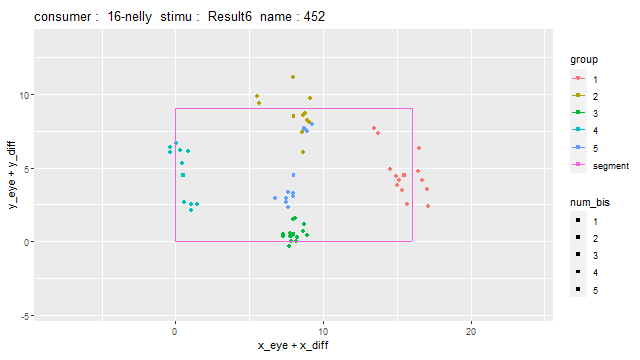 consumer :  16-nelly  stimu :  Result6  name : 452
y_eye + y_diff
10
5
0
-5
0
10
20
x_eye + x_diff
group
1
2
3
4
5
segment
num_bis
1
2
3
4
5